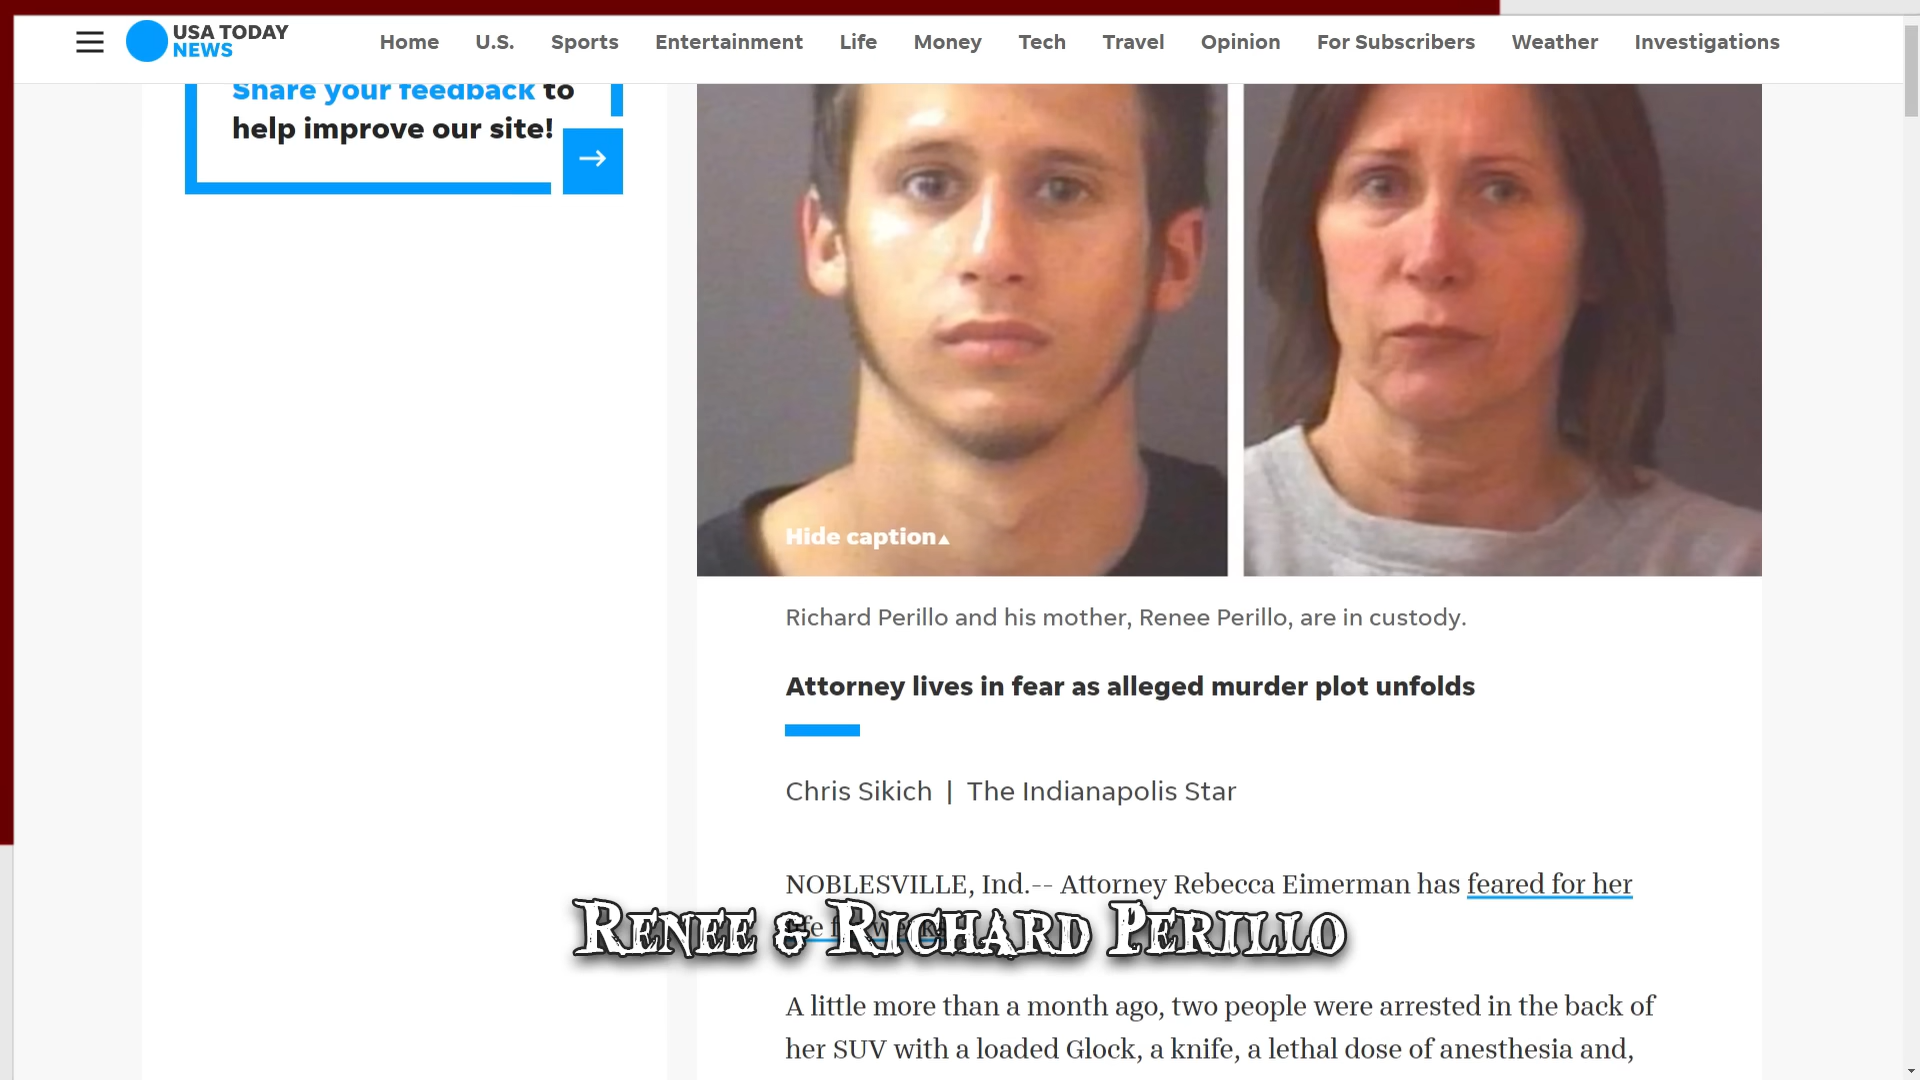 USA TODAY
NEWS
Home U.S. Sports Entertainment Life Money Tech Travel Opinion For Subscribers Weather Investigations
Share your feedback to
help improve our site!
Hide caption
Richard Perillo and his mother, Renee Perillo, are in custody.
Attorney lives in fear as alleged murder plot unfolds
Chris Sikich | The Indianapolis Star
NOBLESVILLE, Ind.-- Attorney Rebecca Eimerman has feared for her
RENEE & RICHARD PERILLO
A little more than a month ago, two people were arrested in the back of
her SUV with a loaded Glock, a knife, a lethal dose of anesthesia and,